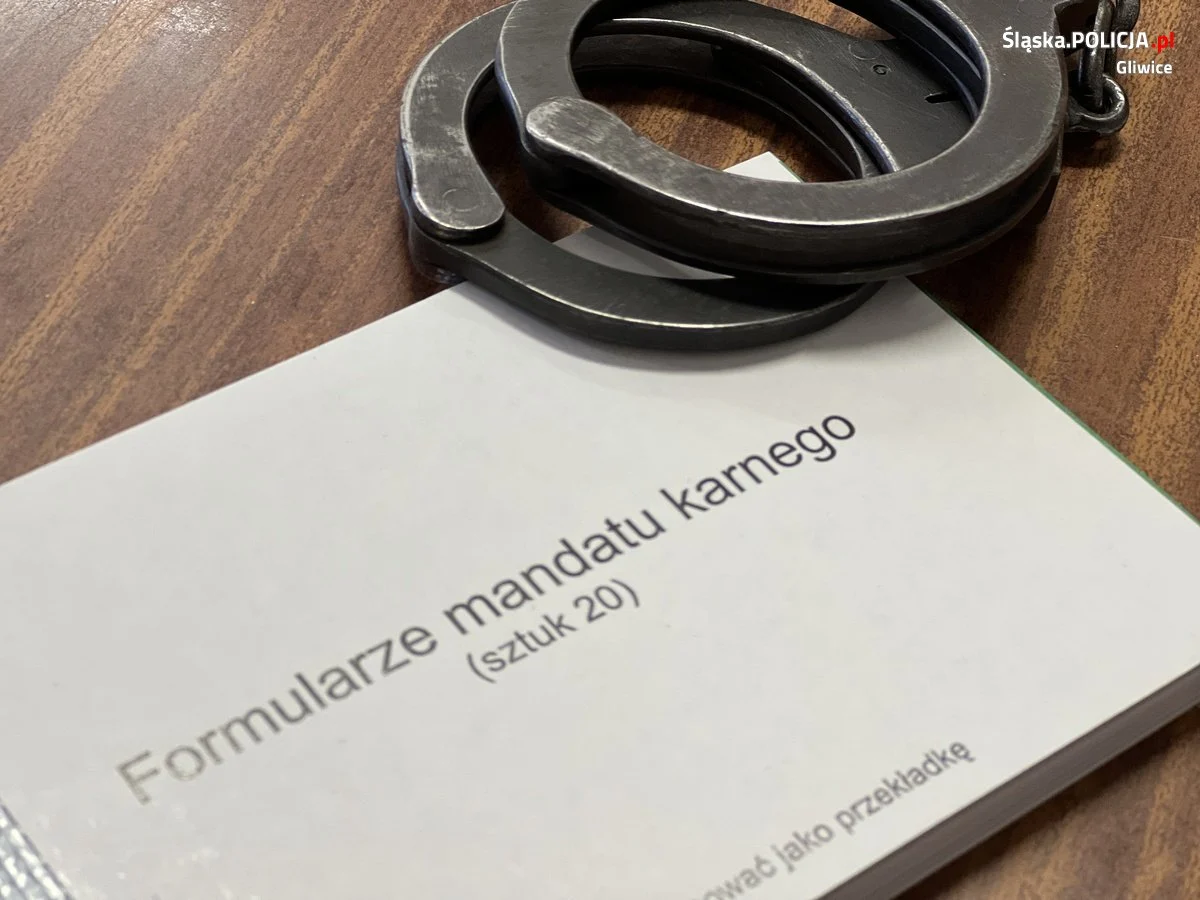 Śląska.POLICJA.pl
Gliwice
Formularze mandatu karnego
(sztuk 20)
jako przekładkę